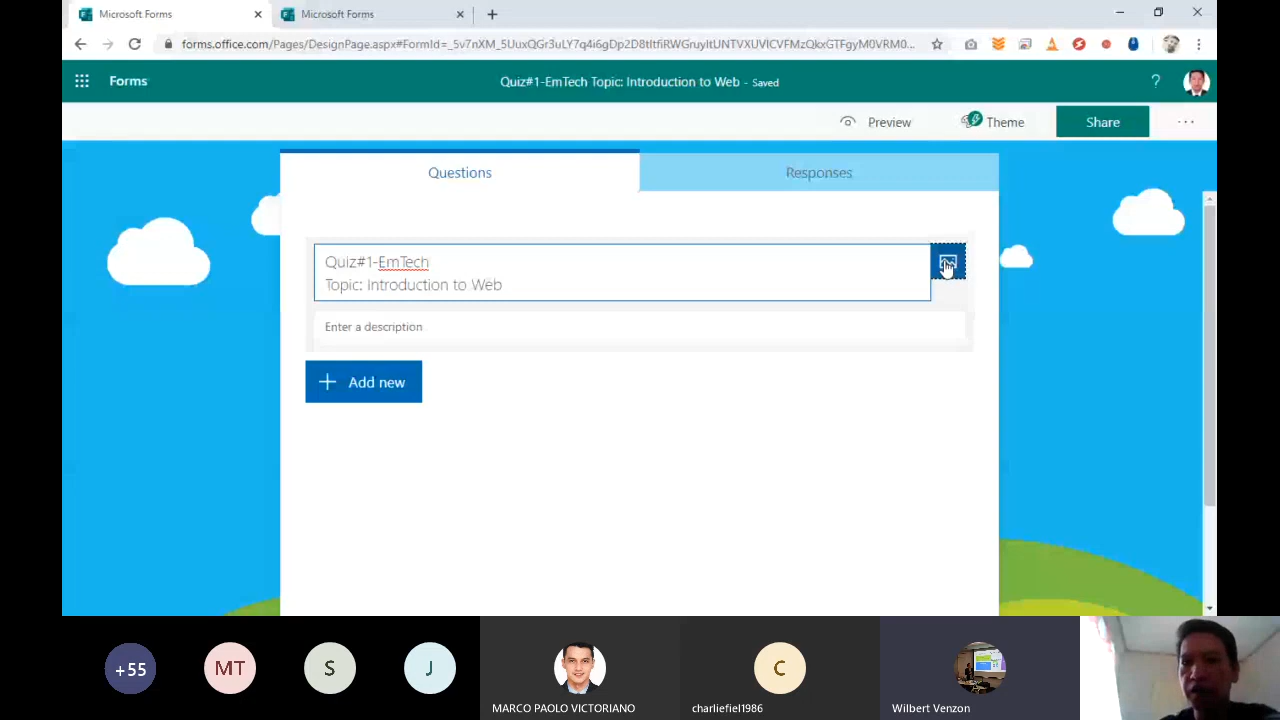 Microsoft Forms
Microsoft Forms
forms.office.com/Pages/DesignPage.aspx#FormId=_5v7nXM_5UuxQGr3uLY7q4i6gDp2D8tItfiRWGruyItUNTVXUVlCVFMzQkxGTFgyM0VRM0...
Forms
Quiz#1-EmTech Topic: Introduction to Web - Saved
?
Preview
Theme
Share
Questions
Responses
Quiz#1-EmTech
Topic: Introduction to Web
Enter a description
+ Add new
+55
MT
S
J
C
MARCO PAOLO VICTORIANO
charliefiel1986
Wilbert Venzon